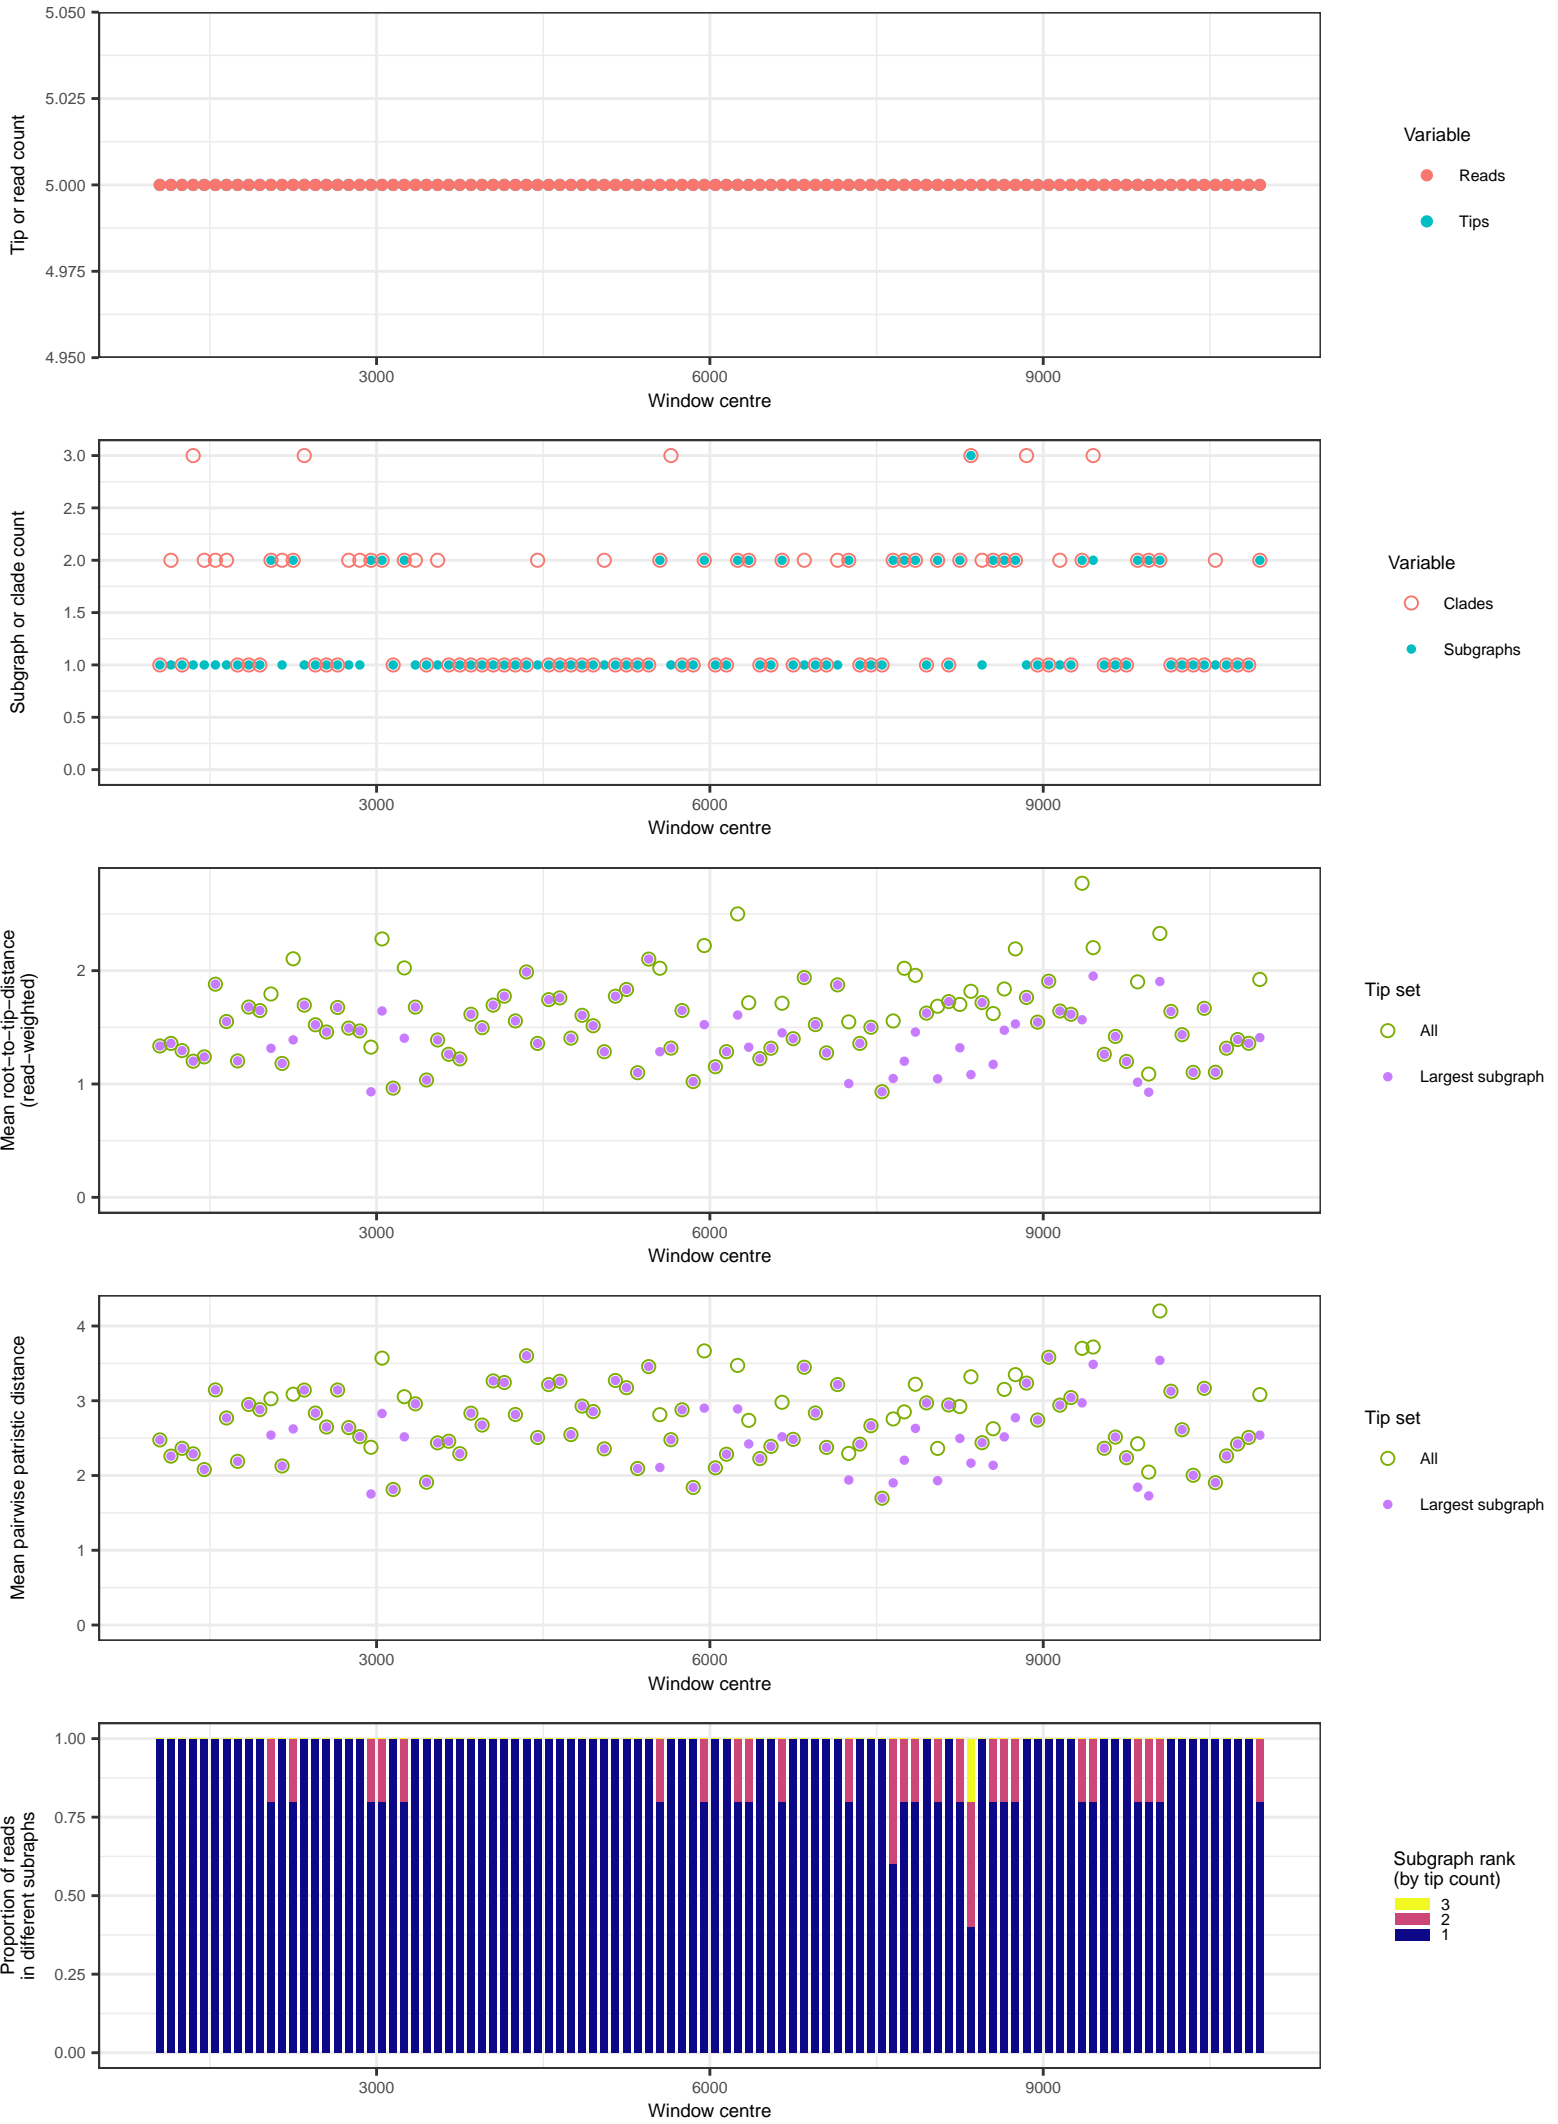 5.050
5.025
5.000
4.975
4.950
Tip or read count
3000 6000 9000
Window centre
Variable
Reads
Tips
3.0
2.5
2.0
1.5
1.0
0.5
0.0
Subgraph or clade count
3000 6000 9000
Window centre
Variable
Clades
Subgraphs
2
1
0
Mean root−to−tip−distance
(read−weighted)
3000 6000 9000
Window centre
Tip set
All
Largest subgraph
4
3
2
1
0
Mean pairwise patristic distance
3000 6000 9000
Window centre
Tip set
All
Largest subgraph
1.00
0.75
0.50
0.25
0.00
Proportion of reads
in different subraphs
3000 6000 9000
Window centre
Subgraph rank
(by tip count)
3
2
1